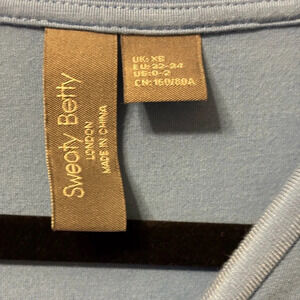 Sweaty Betty
LONDON
MADE IN CHINA
UK: XS
EU: 32-34
US: 0-2
CN: 160/80A